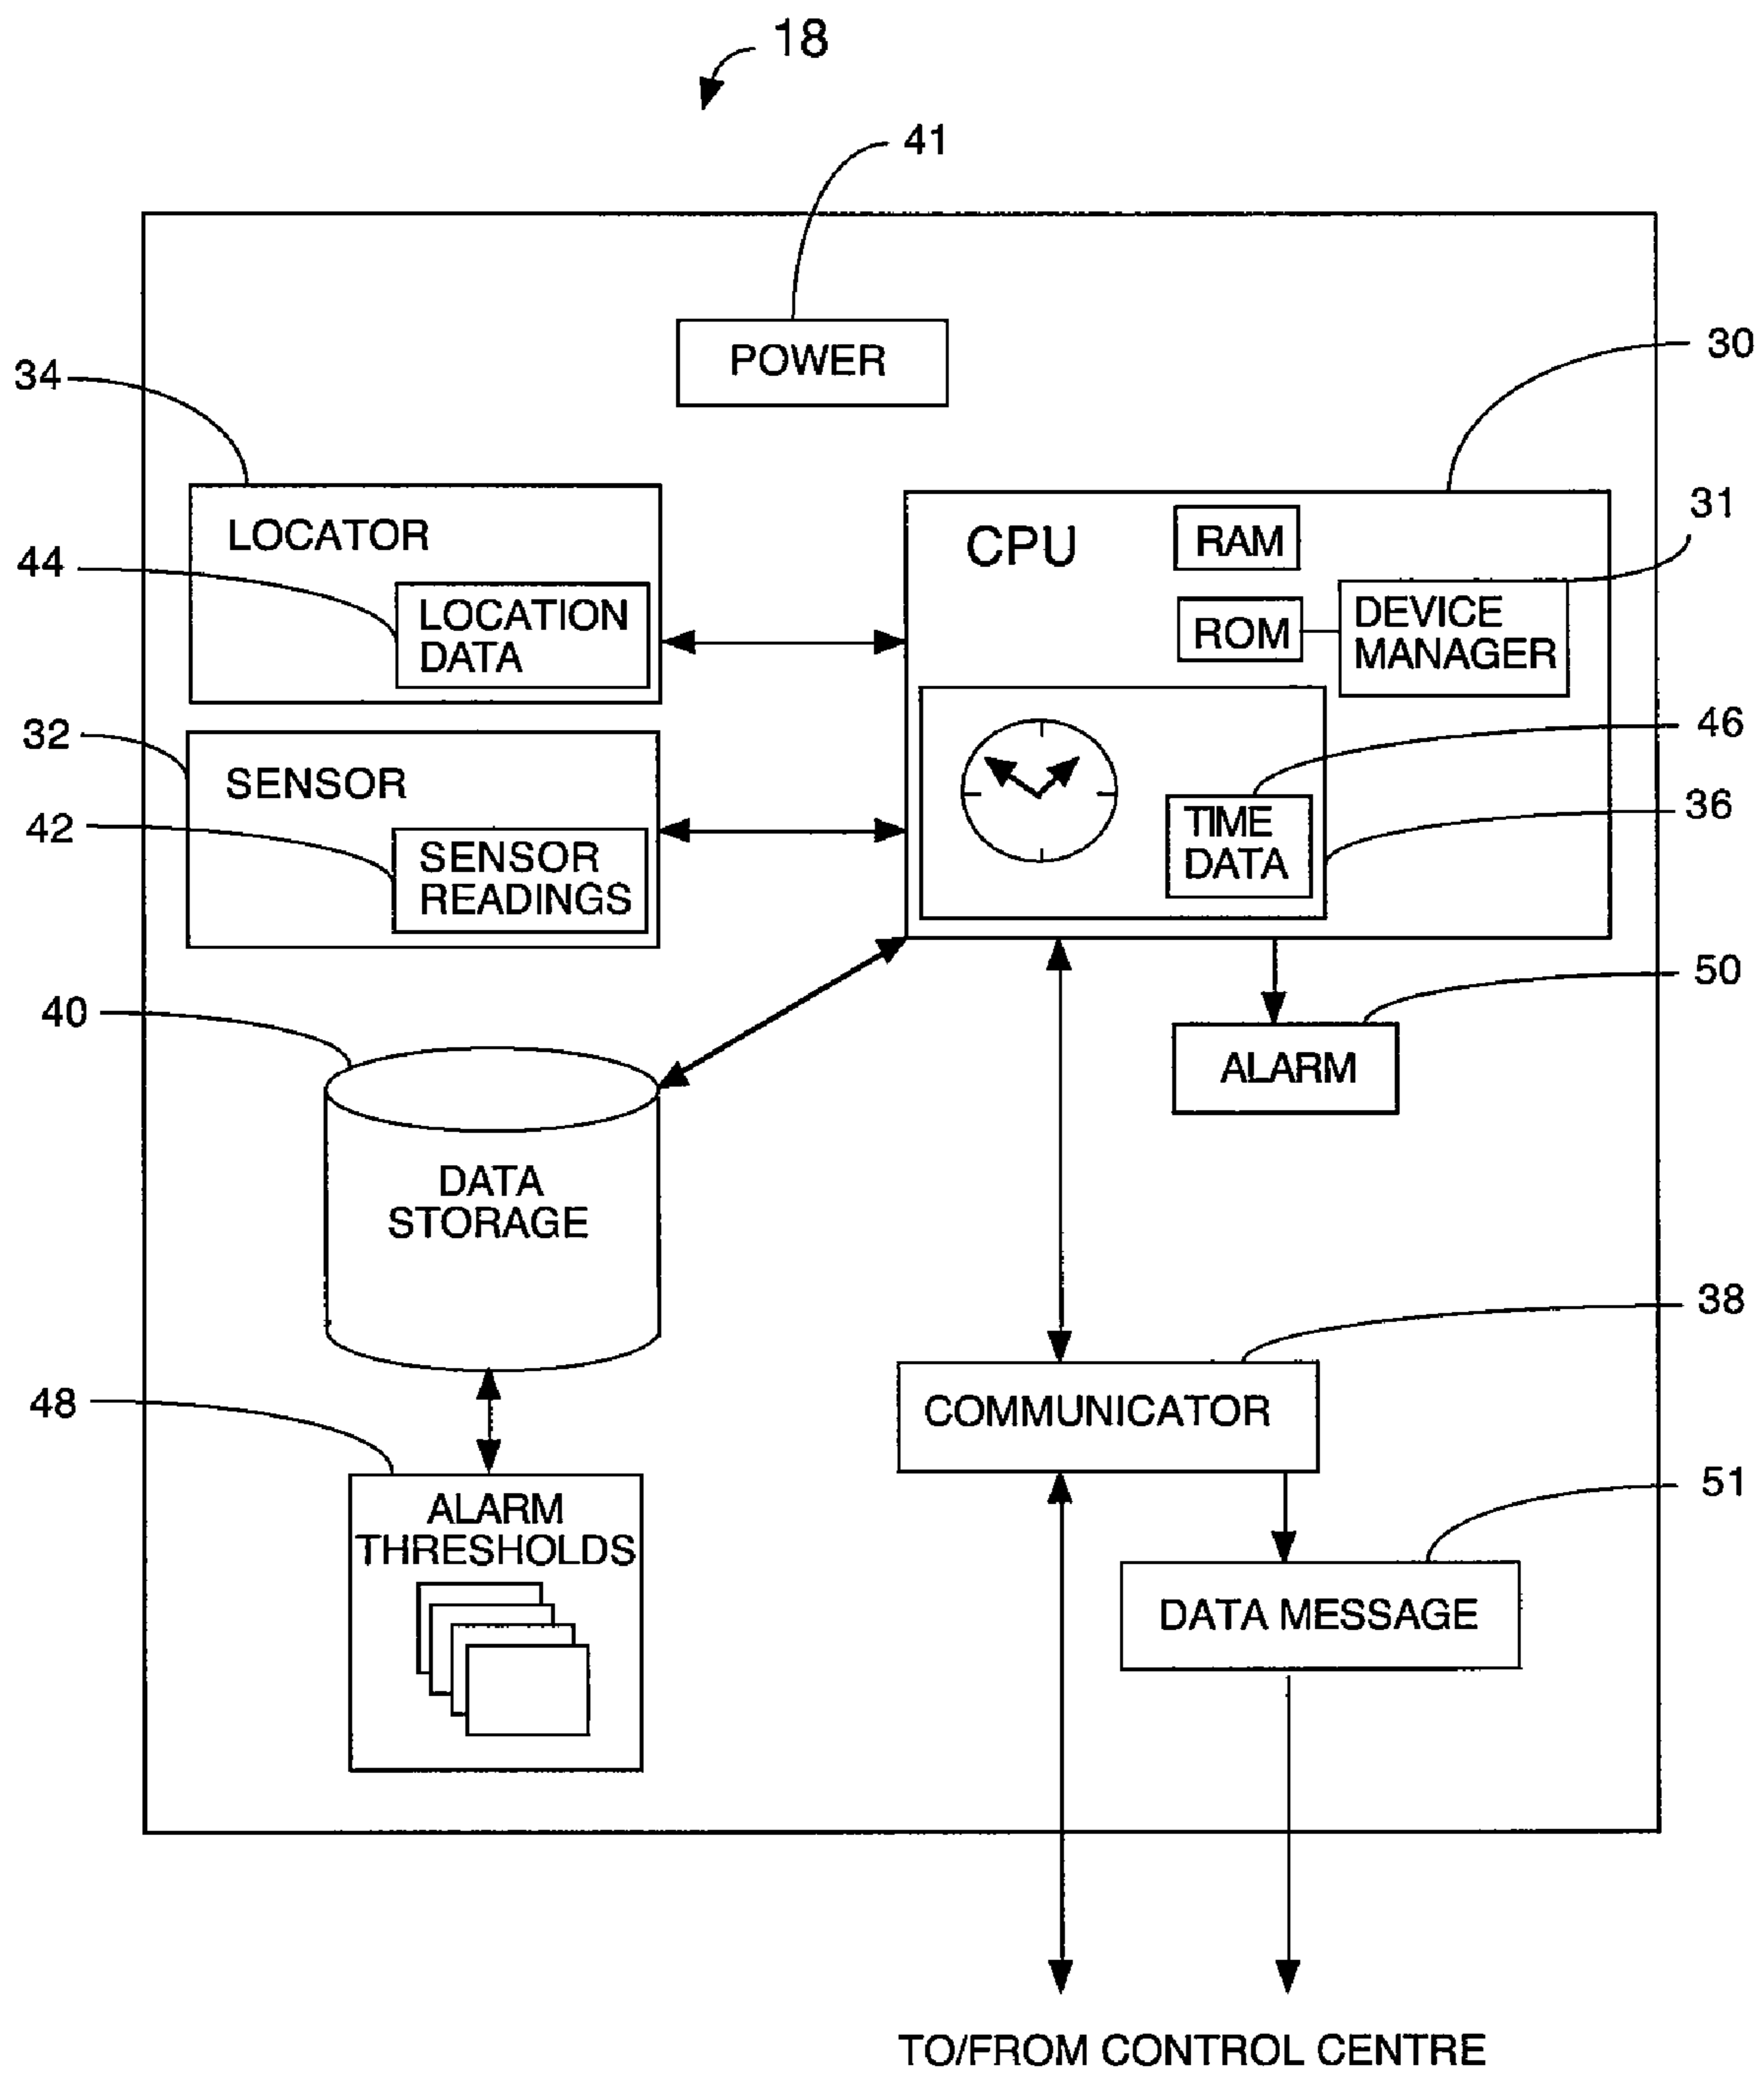 18
41
POWER
30
34
LOCATOR
44
LOCATION
DATA
CPU
RAM
31
ROM
DEVICE
MANAGER
32
SENSOR
42
SENSOR
READINGS
46
TIME
DATA
36
40
DATA
STORAGE
50
ALARM
38
COMMUNICATOR
48
ALARM
THRESHOLDS
51
DATA MESSAGE
TO/FROM CONTROL CENTRE